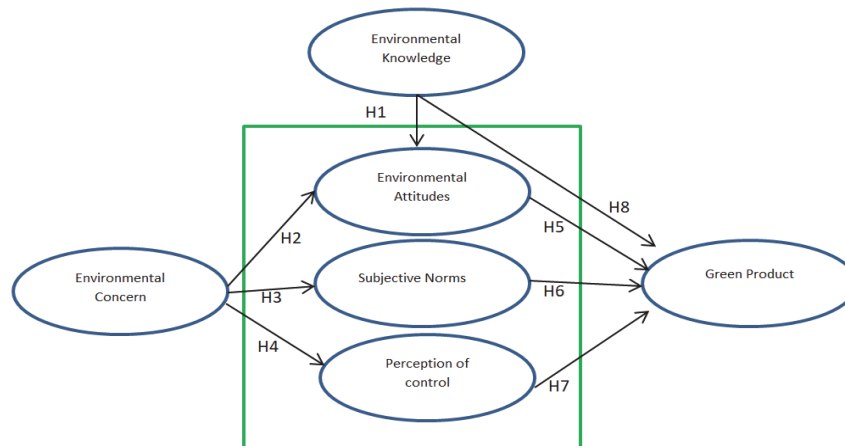 Environmental
Knowledge
H1
Environmental
Attitudes
H8
H5
H2
Environmental
Concern
H3
Subjective Norms
H6
Green Product
H4
Perception of
control
H7